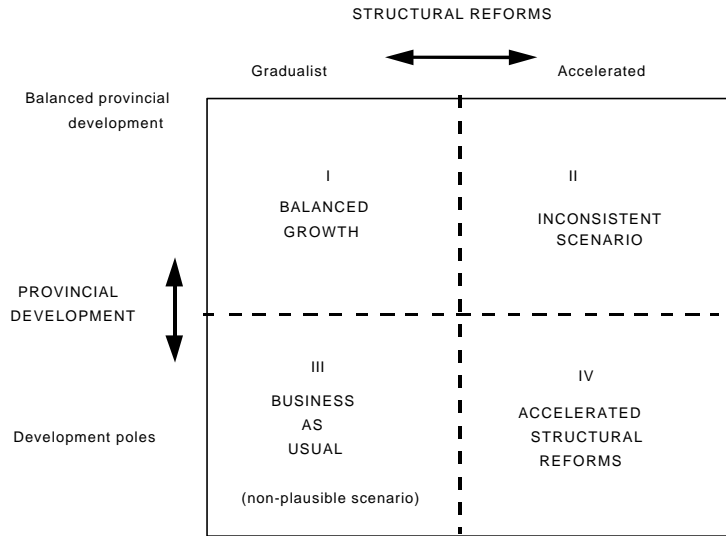 STRUCTURAL REFORMS
Gradualist
Accelerated
Balanced provincial
development
I
BALANCED
GROWTH
II
INCONSISTENT
SCENARIO
PROVINCIAL
DEVELOPMENT
III
BUSINESS
AS
USUAL
(non-plausible scenario)
IV
ACCELERATED
STRUCTURAL
REFORMS
Development poles